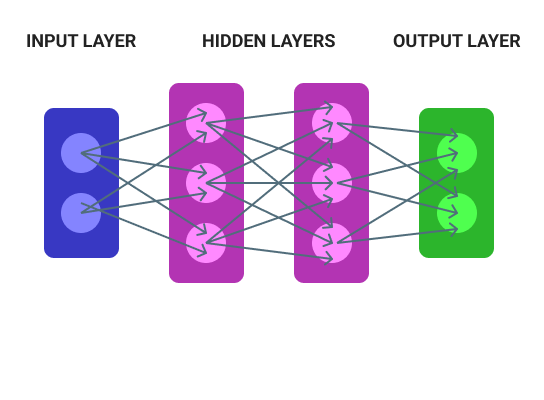 INPUT LAYER
HIDDEN LAYERS
OUTPUT LAYER